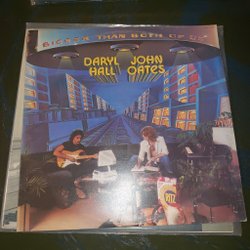 BIGGER THAN BOTH OF US
DARYL JOHN
HALL OATES